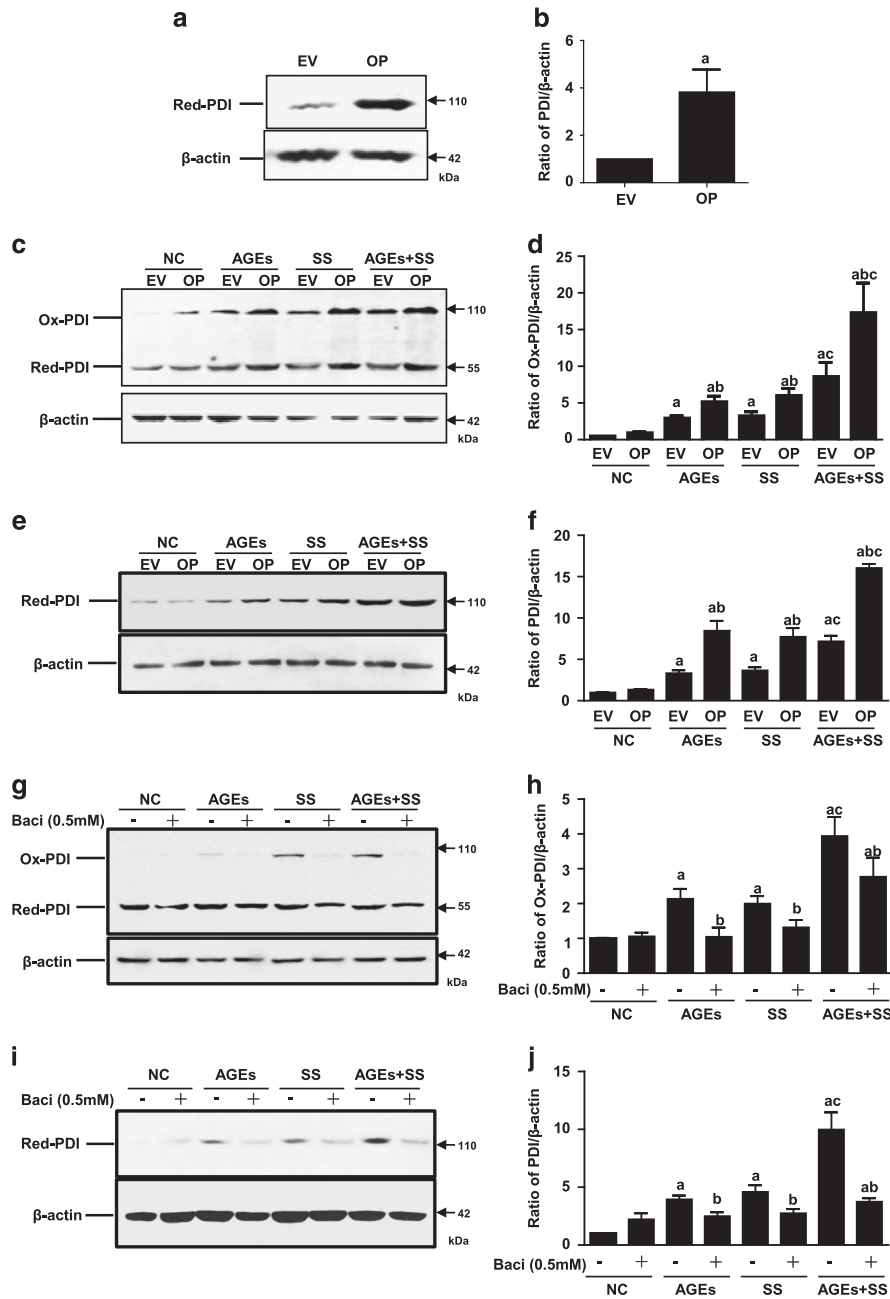 a
EV OP
Red-PDI
110
β-actin
42
kDa
b
Ratio of PDI/β-actin
6
4
2
0
a
EV OP
c
NC AGEs SS AGEs+SS
EV OP EV OP EV OP EV OP
Ox-PDI
110
Red-PDI
55
β-actin
42
kDa
d
Ratio of Ox-PDI/β-actin
25
20
15
10
5
0
a ab a ab ac abc
EV OP EV OP EV OP EV OP
NC AGEs SS AGEs+SS
e
NC AGEs SS AGEs+SS
EV OP EV OP EV OP EV OP
Red-PDI
110
β-actin
42
kDa
f
Ratio of PDI/β-actin
20
15
10
5
0
a ab a ab ac abc
EV OP EV OP EV OP EV OP
NC AGEs SS AGEs+SS
g
NC AGEs SS AGEs+SS
Baci (0.5mM) - + - + - + - +
Ox-PDI
110
Red-PDI
55
β-actin
42
kDa
h
Ratio of Ox-PDI/β-actin
5
4
3
2
1
0
a b a b ac ab
Baci (0.5mM) - + - + - + - +
NC AGEs SS AGEs+SS
i
NC AGEs SS AGEs+SS
Baci (0.5mM) - + - + - + - +
Red-PDI
110
β-actin
42
kDa
j
Ratio of PDI/β-actin
15
10
5
0
a b a b ac ab
Baci (0.5mM) - + - + - + - +
NC AGEs SS AGEs+SS